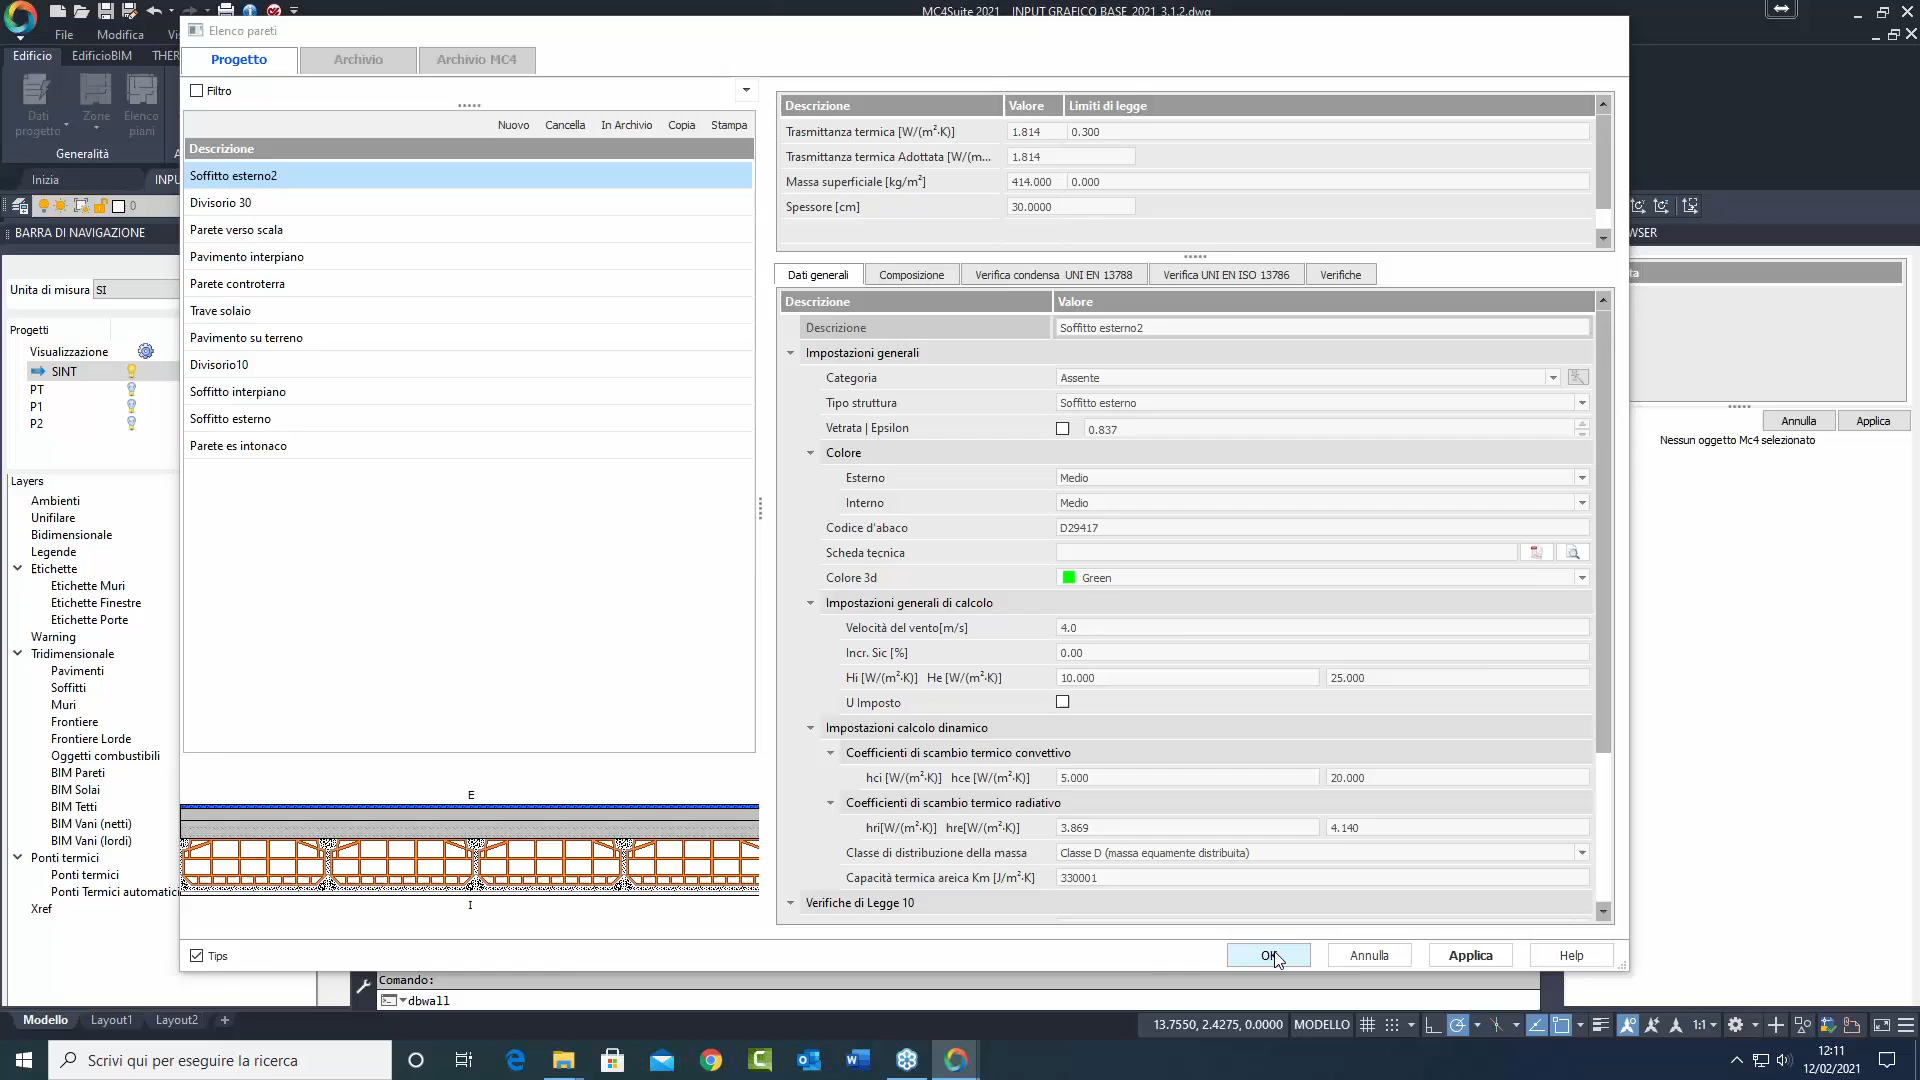 MC4Suite 2021    INPUT GRAFICO BASE_2021_3.1.2.dwg
File
Modifica
Edificio
EdificioBIM
Dati progetto
Zone
Elenco piani
Generalità
Inizia
0
BARRA DI NAVIGAZIONE
Unita di misura
SI
Progetti
Visualizzazione
SINT
PT
P1
P2
Layers
Ambienti
Unifilare
Bidimensionale
Legende
Etichette
Etichette Muri
Etichette Finestre
Etichette Porte
Warning
Tridimensionale
Pavimenti
Soffitti
Muri
Frontiere
Frontiere Lorde
Oggetti combustibili
BIM Pareti
BIM Solai
BIM Tetti
BIM Vani (netti)
BIM Vani (lordi)
Ponti termici
Ponti termici
Ponti Termici automatic
Xref
Elenco pareti
Progetto
Archivio
Archivio MC4
Filtro
Nuovo
Cancella
In Archivio
Copia
Stampa
Descrizione
Soffitto esterno2
Divisorio 30
Parete verso scala
Pavimento interpiano
Parete controterra
Trave solaio
Pavimento su terreno
Divisorio10
Soffitto interpiano
Soffitto esterno
Parete es intonaco
E
I
Descrizione
Valore
Limiti di legge
Trasmittanza termica [W/(m²·K)]
1.814
0.300
Trasmittanza termica Adottata [W/(m...
1.814
Massa superficiale [kg/m²]
414.000
0.000
Spessore [cm]
30.0000
Dati generali
Composizione
Verifica condensa  UNI EN 13788
Verifica UNI EN ISO 13786
Verifiche
Descrizione
Valore
Descrizione
Soffitto esterno2
Impostazioni generali
Categoria
Assente
Tipo struttura
Soffitto esterno
Vetrata | Epsilon
0.837
Colore
Esterno
Medio
Interno
Medio
Codice d'abaco
D29417
Scheda tecnica
Colore 3d
Green
Impostazioni generali di calcolo
Velocità del vento[m/s]
4.0
Incr. Sic [%]
0.00
Hi [W/(m²·K)]   He [W/(m²·K)]
10.000
25.000
U Imposto
Impostazioni calcolo dinamico
Coefficienti di scambio termico convettivo
hci [W/(m²·K)]   hce [W/(m²·K)]
5.000
20.000
Coefficienti di scambio termico radiativo
hri[W/(m²·K)]   hre[W/(m²·K)]
3.869
4.140
Classe di distribuzione della massa
Classe D (massa equamente distribuita)
Capacità termica areica Km [J/m²·K]
330001
Verifiche di Legge 10
Tips
OK
Annulla
Applica
Help
Annulla
Applica
Nessun oggetto Mc4 selezionato
Comando:
dbwall
Modello
Layout1
Layout2
+
13.7550, 2.4275, 0.0000
MODELLO
1:1
Scrivi qui per eseguire la ricerca
12:11
12/02/2021